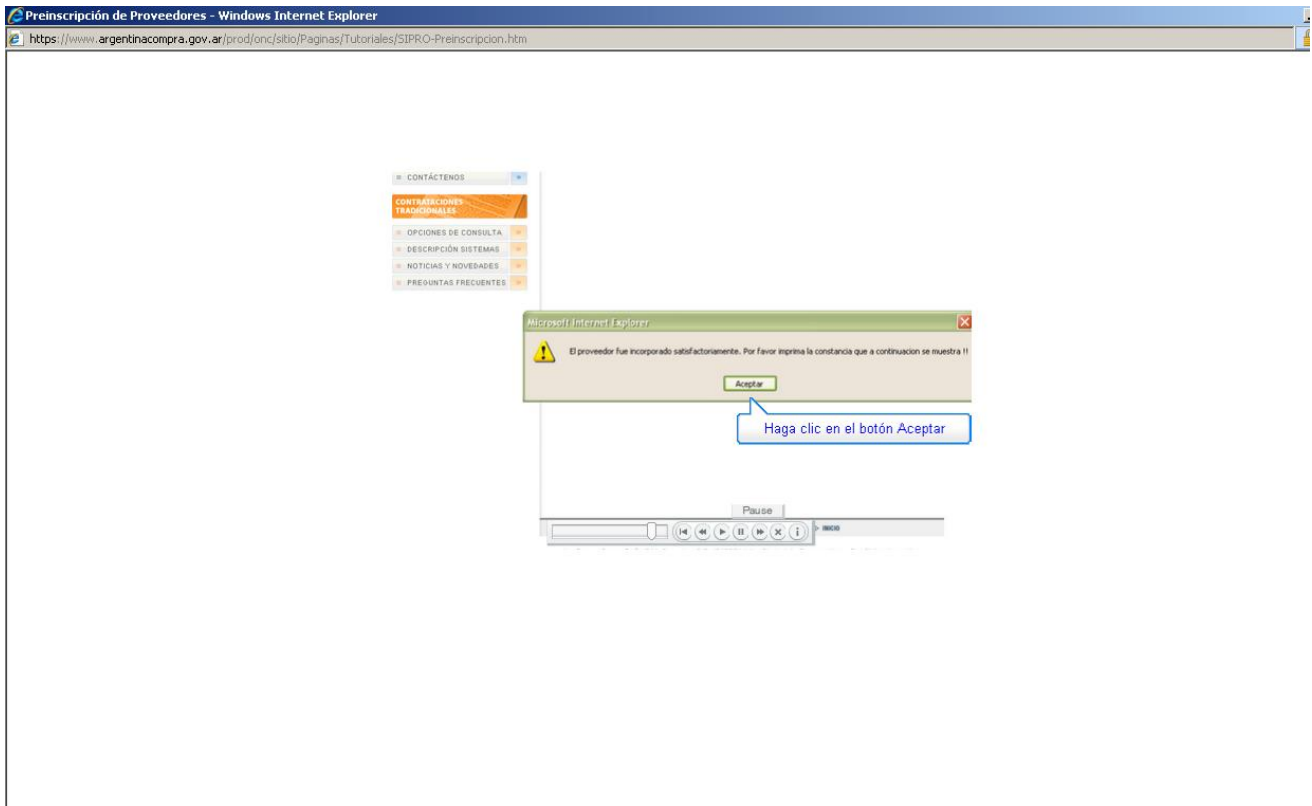 Preinscripción de Proveedores - Windows Internet Explorer
https://www.argentinacompra.gov.ar/prod/onc/sitio/Paginas/Tutoriales/SIPRO-Preinscripcion.htm
CONTÁCTENOS
CONTRATACIONES
TRADICIONALES
OPCIONES DE CONSULTA
DESCRIPCIÓN SISTEMAS
NOTICIAS Y NOVEDADES
PREGUNTAS FRECUENTES
Microsoft Internet Explorer
El proveedor fue incorporado satisfactoriamente. Por favor imprima la constancia que a continuacion se muestra !!
Aceptar
Haga clic en el botón Aceptar
Pause
INICIO